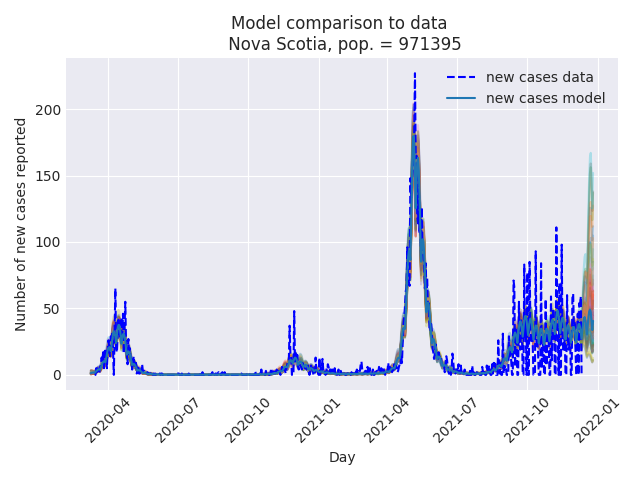 Model comparison to data
Nova Scotia, pop. = 971395
new cases data
new cases model
Number of new cases reported
200
150
100
50
0
2020-04
2020-07
2020-10
2021-01
2021-04
2021-07
2021-10
2022-01
Day